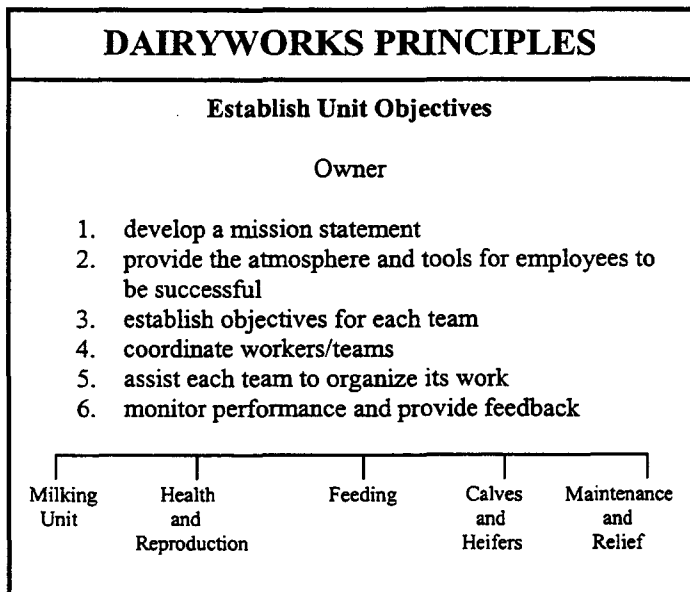 DAIRYWORKS PRINCIPLES
Establish Unit Objectives
Owner
1. develop a mission statement
2. provide the atmosphere and tools for employees to
be successful
3. establish objectives for each team
4. coordinate workers/teams
5. assist each team to organize its work
6. monitor performance and provide feedback
Milking Health Feeding Calves Maintenance
Unit and and and
Reproduction Heifers Relief